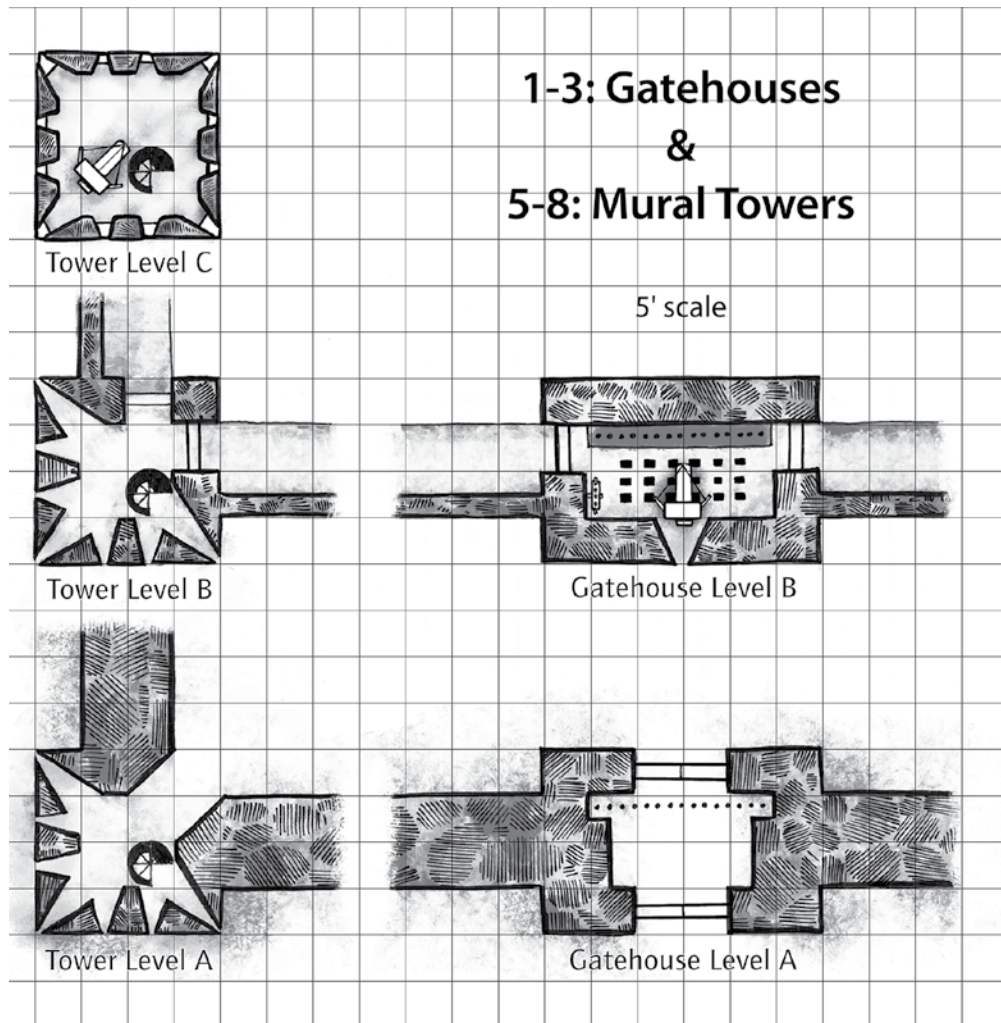 1-3: Gatehouses
&
5-8: Mural Towers
Tower Level C
5' scale
Tower Level B
Gatehouse Level B
Tower Level A
Gatehouse Level A